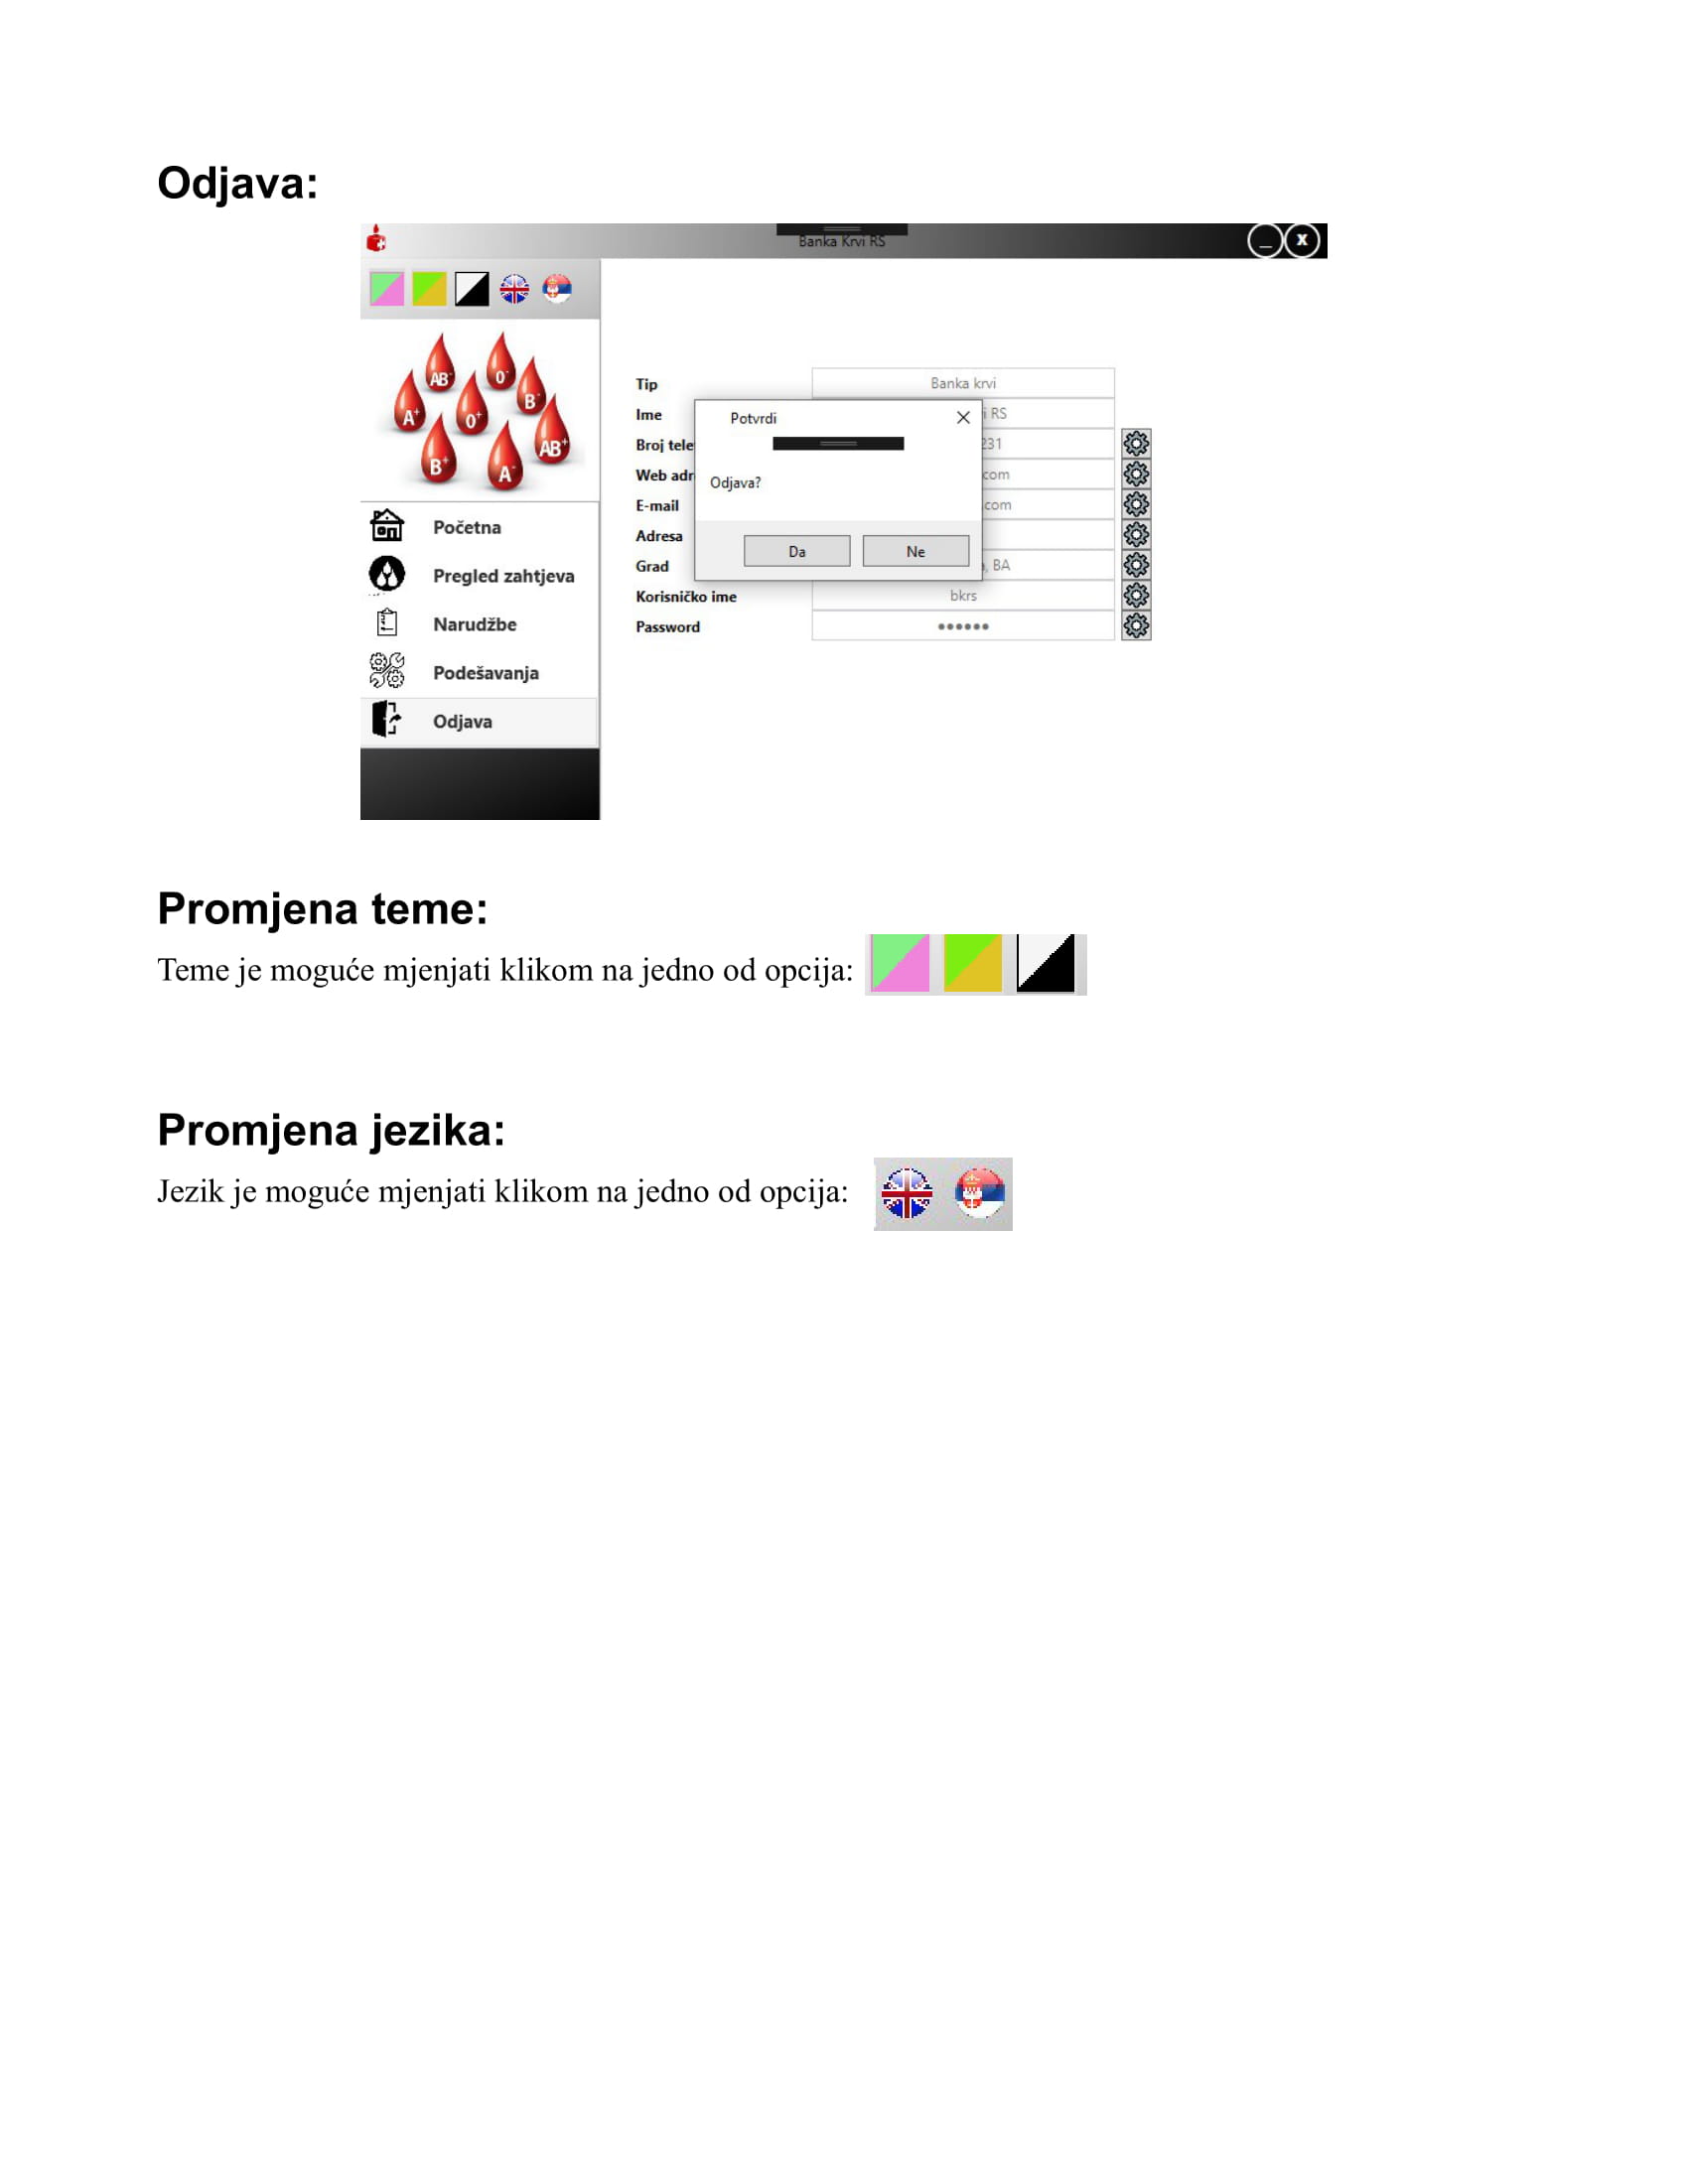 Odjava:
Banka Krvi RS
x
AB-
0-
B-
A+
0+
AB+
B+
A-
Početna
Pregled zahtjeva
Narudžbe
Podešavanja
Odjava
Tip
Banka krvi
Ime
RS
Broj tele
231
Web adr
com
E-mail
.com
Adresa
Grad
, BA
Korisničko ime
bkrs
Password
••••••
Potvrdi
Odjava?
Da
Ne
Promjena teme:
Teme je moguće mjenjati klikom na jedno od opcija:
Promjena jezika:
Jezik je moguće mjenjati klikom na jedno od opcija: